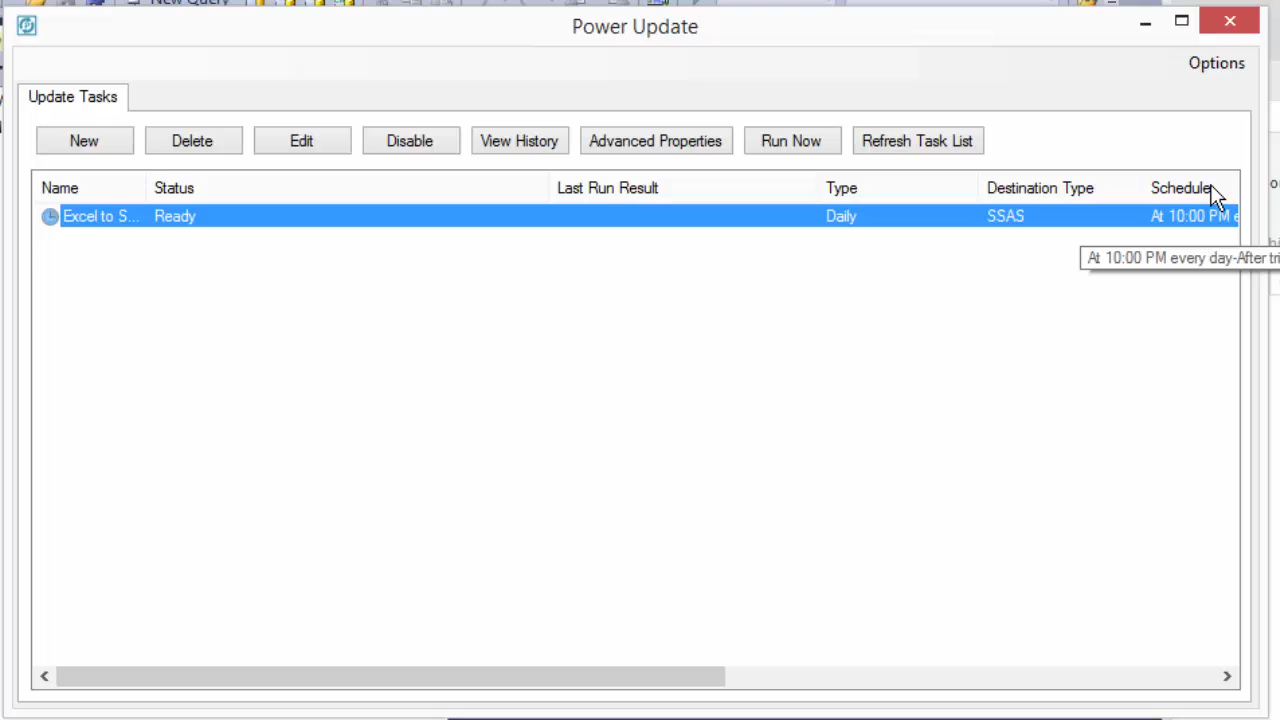 New Query
Power Update
Options
Update Tasks
New Delete Edit Disable View History Advanced Properties Run Now Refresh Task List
Name Status Last Run Result Type Destination Type Schedule
Excel to S... Ready Daily SSAS At 10:00 PM e
At 10:00 PM every day-After tri